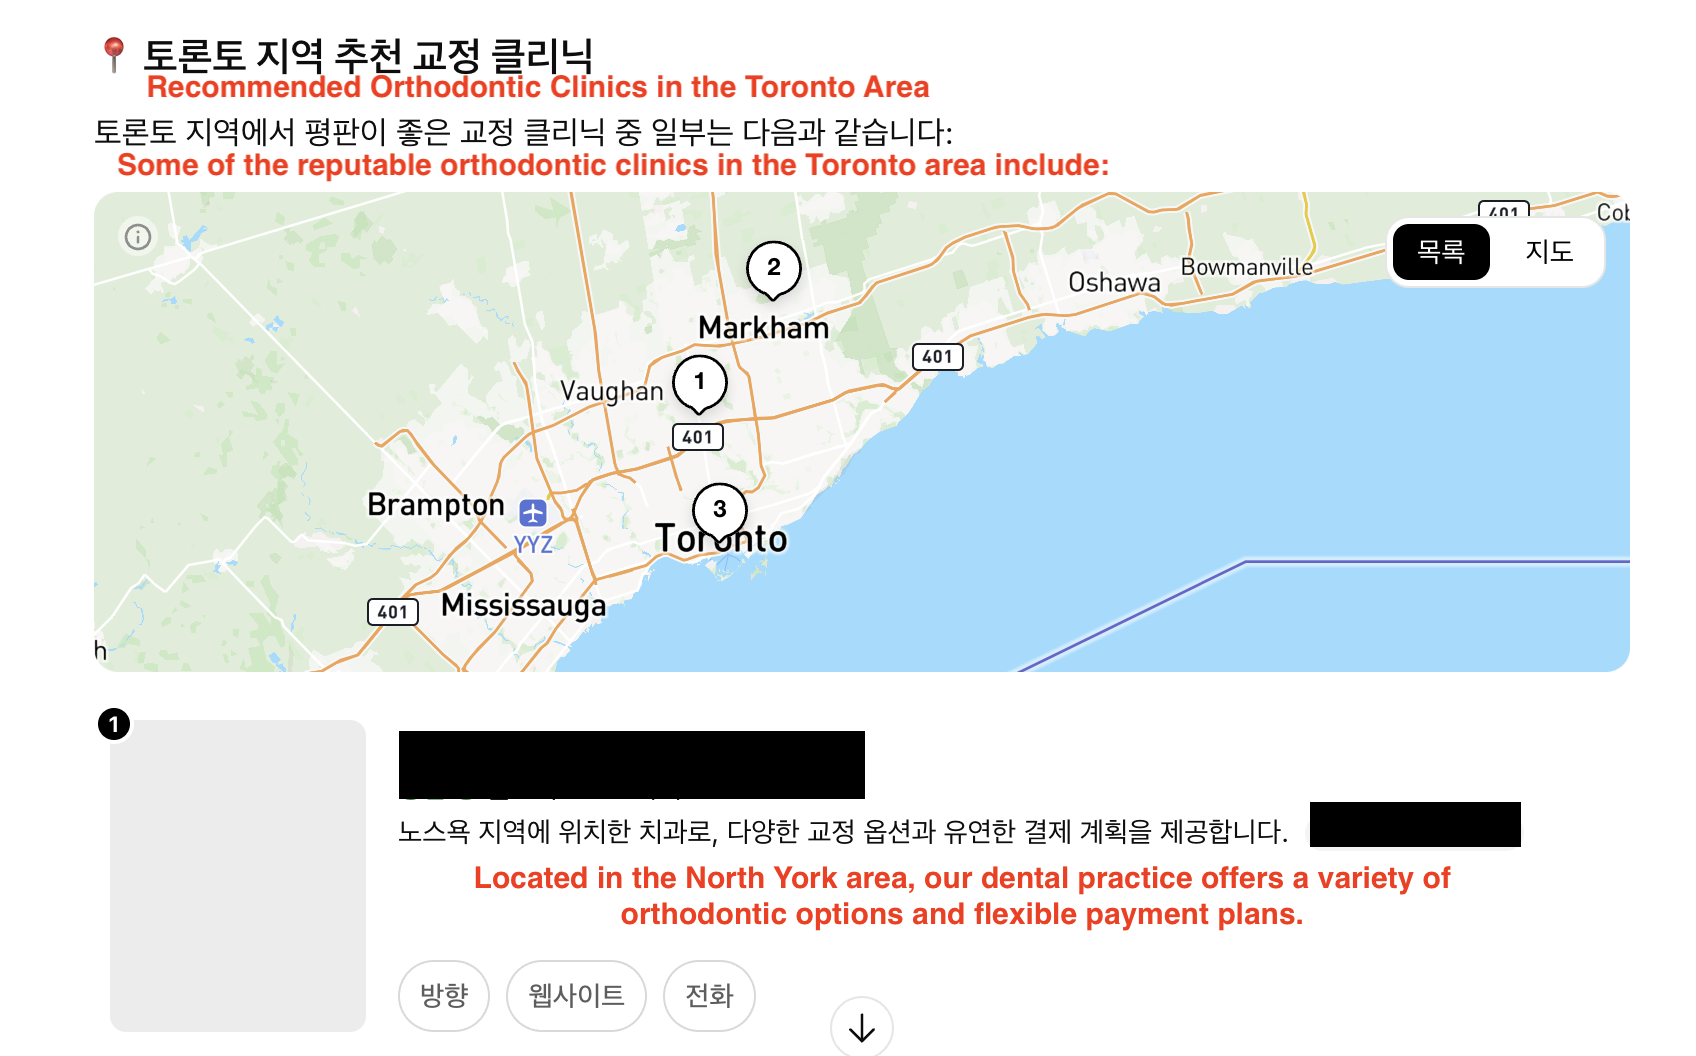 토론토 지역 추천 교정 클리닉
Recommended Orthodontic Clinics in the Toronto Area
토론토 지역에서 평판이 좋은 교정 클리닉 중 일부는 다음과 같습니다:
Some of the reputable orthodontic clinics in the Toronto area include:
401
Cob
목록
지도
2
Bowmanville
Oshawa
Markham
401
1
Vaughan
401
Brampton
3
YYZ
Toronto
401
Mississauga
h
1
노스욕 지역에 위치한 치과로, 다양한 교정 옵션과 유연한 결제 계획을 제공합니다.
Located in the North York area, our dental practice offers a variety of
orthodontic options and flexible payment plans.
방향
웹사이트
전화